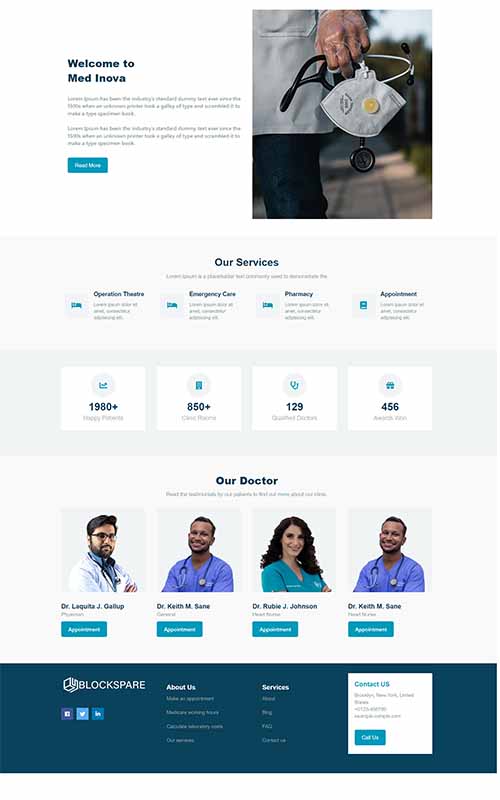 Welcome to
Med Inova
Lorem Ipsum has been the industry's standard dummy text ever since the
1500s when an unknown printer took a galley of type and scrambled it to
make a type specimen book.
Lorem Ipsum has been the industry's standard dummy text ever since the
1500s when an unknown printer took a galley of type and scrambled it to
make a type specimen book.
Read More
Our Services
Lorem Ipsum is a placeholder text commonly used to demonstrate the
Operation Theatre
Lorem ipsum dolor sit
amet, consectetur
adipiscing elit.
Emergency Care
Lorem ipsum dolor sit
amet, consectetur
adipiscing elit.
Pharmacy
Lorem ipsum dolor sit
amet, consectetur
adipiscing elit.
Appointment
Lorem ipsum dolor sit
amet, consectetur
adipiscing elit.
1980+
Happy Patients
850+
Clinic Rooms
129
Qualified Doctors
456
Awards Won
Our Doctor
Read the testimonials by our patients to find out more about our clinic.
Dr. Laquita J. Gallup
Physician
Appointment
Dr. Keith M. Sane
General
Appointment
Dr. Rubie J. Johnson
Head Nurse
Appointment
Dr. Keith M. Sane
Head Nurse
Appointment
BLOCKSPARE
About Us
Make an appointment
Medicare working hours
Calculate laboratory costs
Our services
Services
About
Blog
FAQ
Contact us
Contact US
Brooklyn, New York, United
States
Call Us